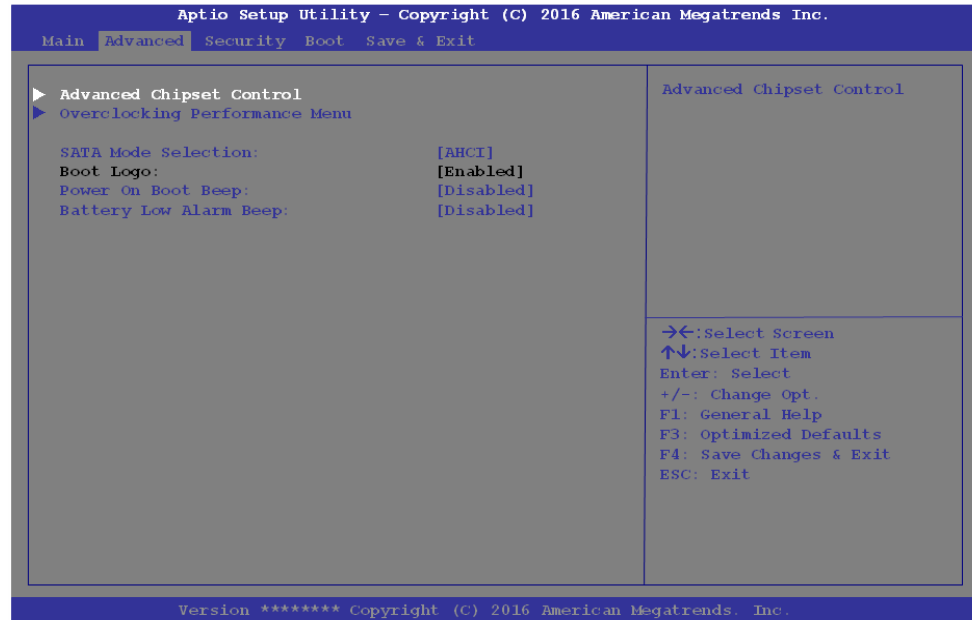 Aptio Setup Utility – Copyright (C) 2016 American Megatrends Inc.
Main Advanced Security Boot Save & Exit
▶ Advanced Chipset Control
▶ Overclocking Performance Menu
SATA Mode Selection: [AHCI]
Boot Logo: [Enabled]
Power On Boot Beep: [Disabled]
Battery Low Alarm Beep: [Disabled]
Advanced Chipset Control
→←:Select Screen
↑↓:Select Item
Enter: Select
+/-: Change Opt.
F1: General Help
F3: Optimized Defaults
F4: Save Changes & Exit
ESC: Exit
Version ******** Copyright (C) 2016 American Megatrends. Inc.